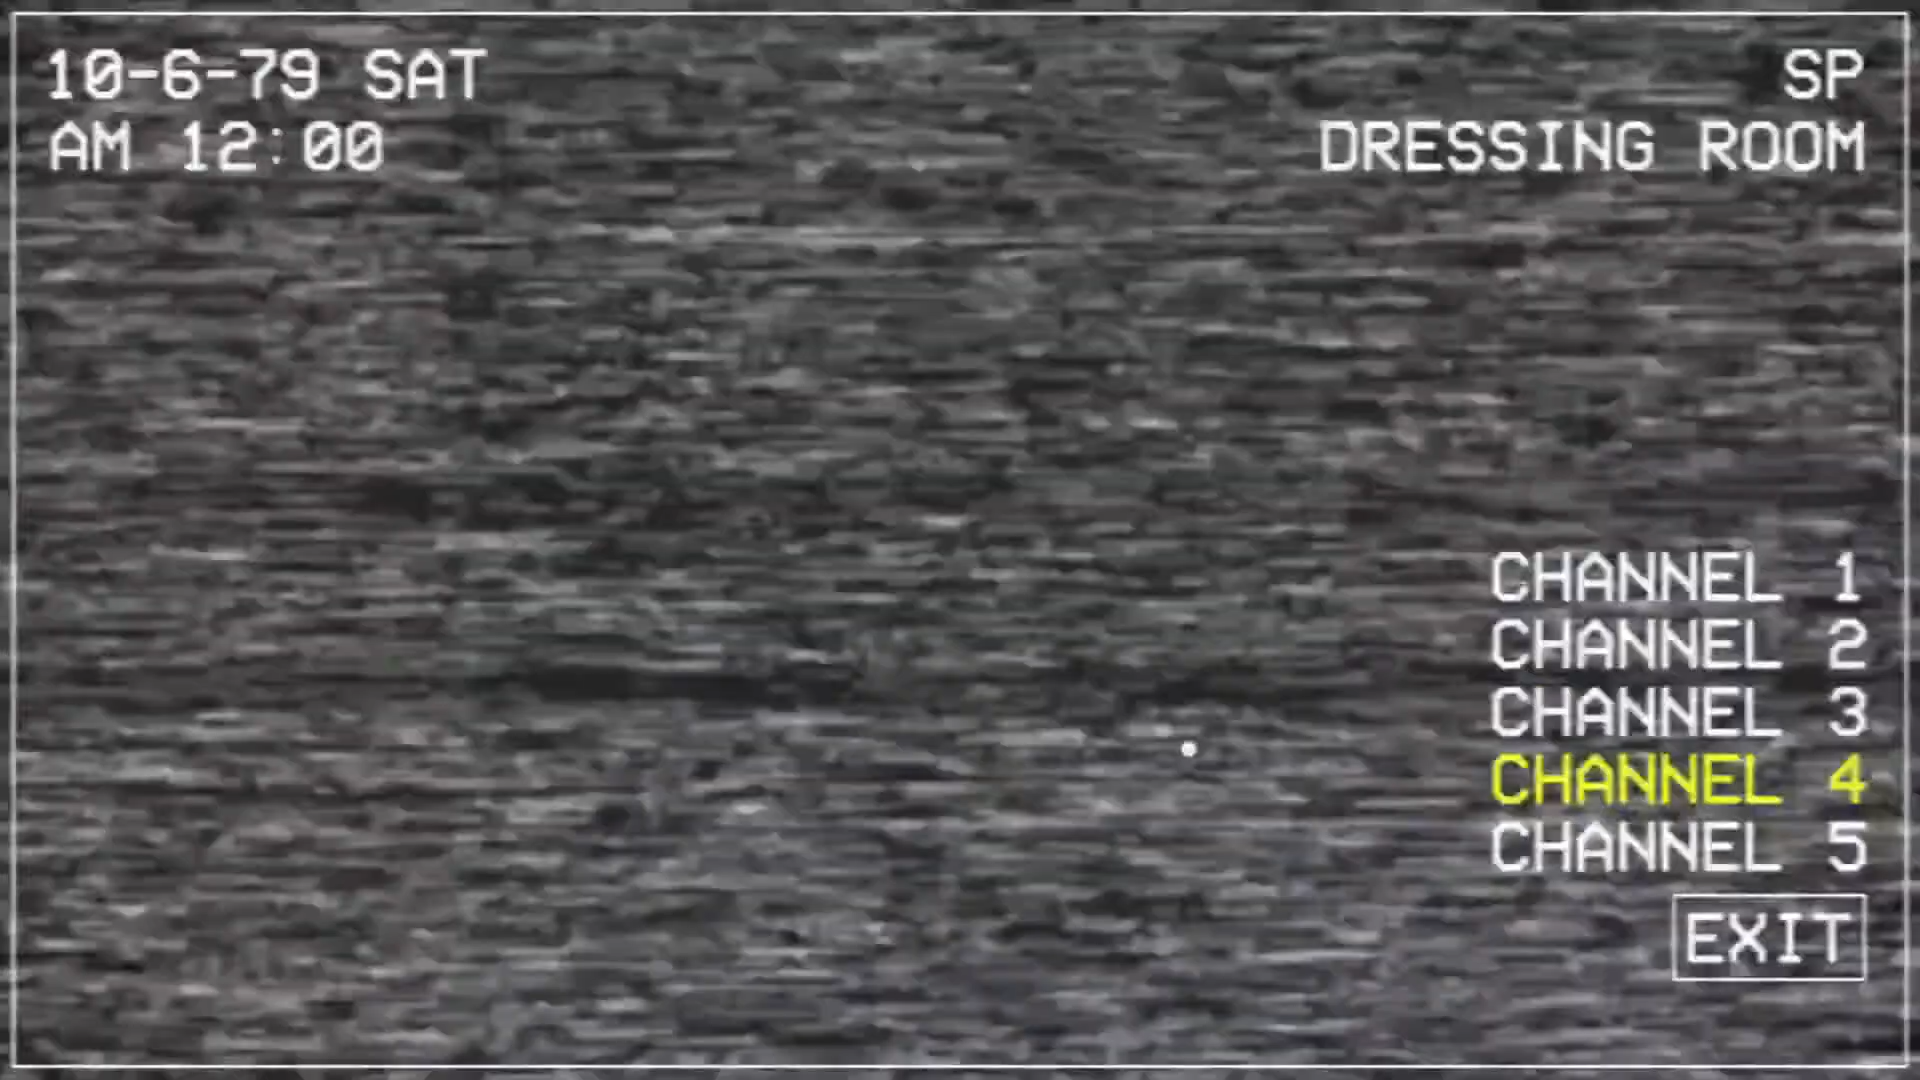 10-6-79 SAT
AM 12:00
SP
DRESSING ROOM
CHANNEL 1
CHANNEL 2
CHANNEL 3
CHANNEL 4
CHANNEL 5
EXIT